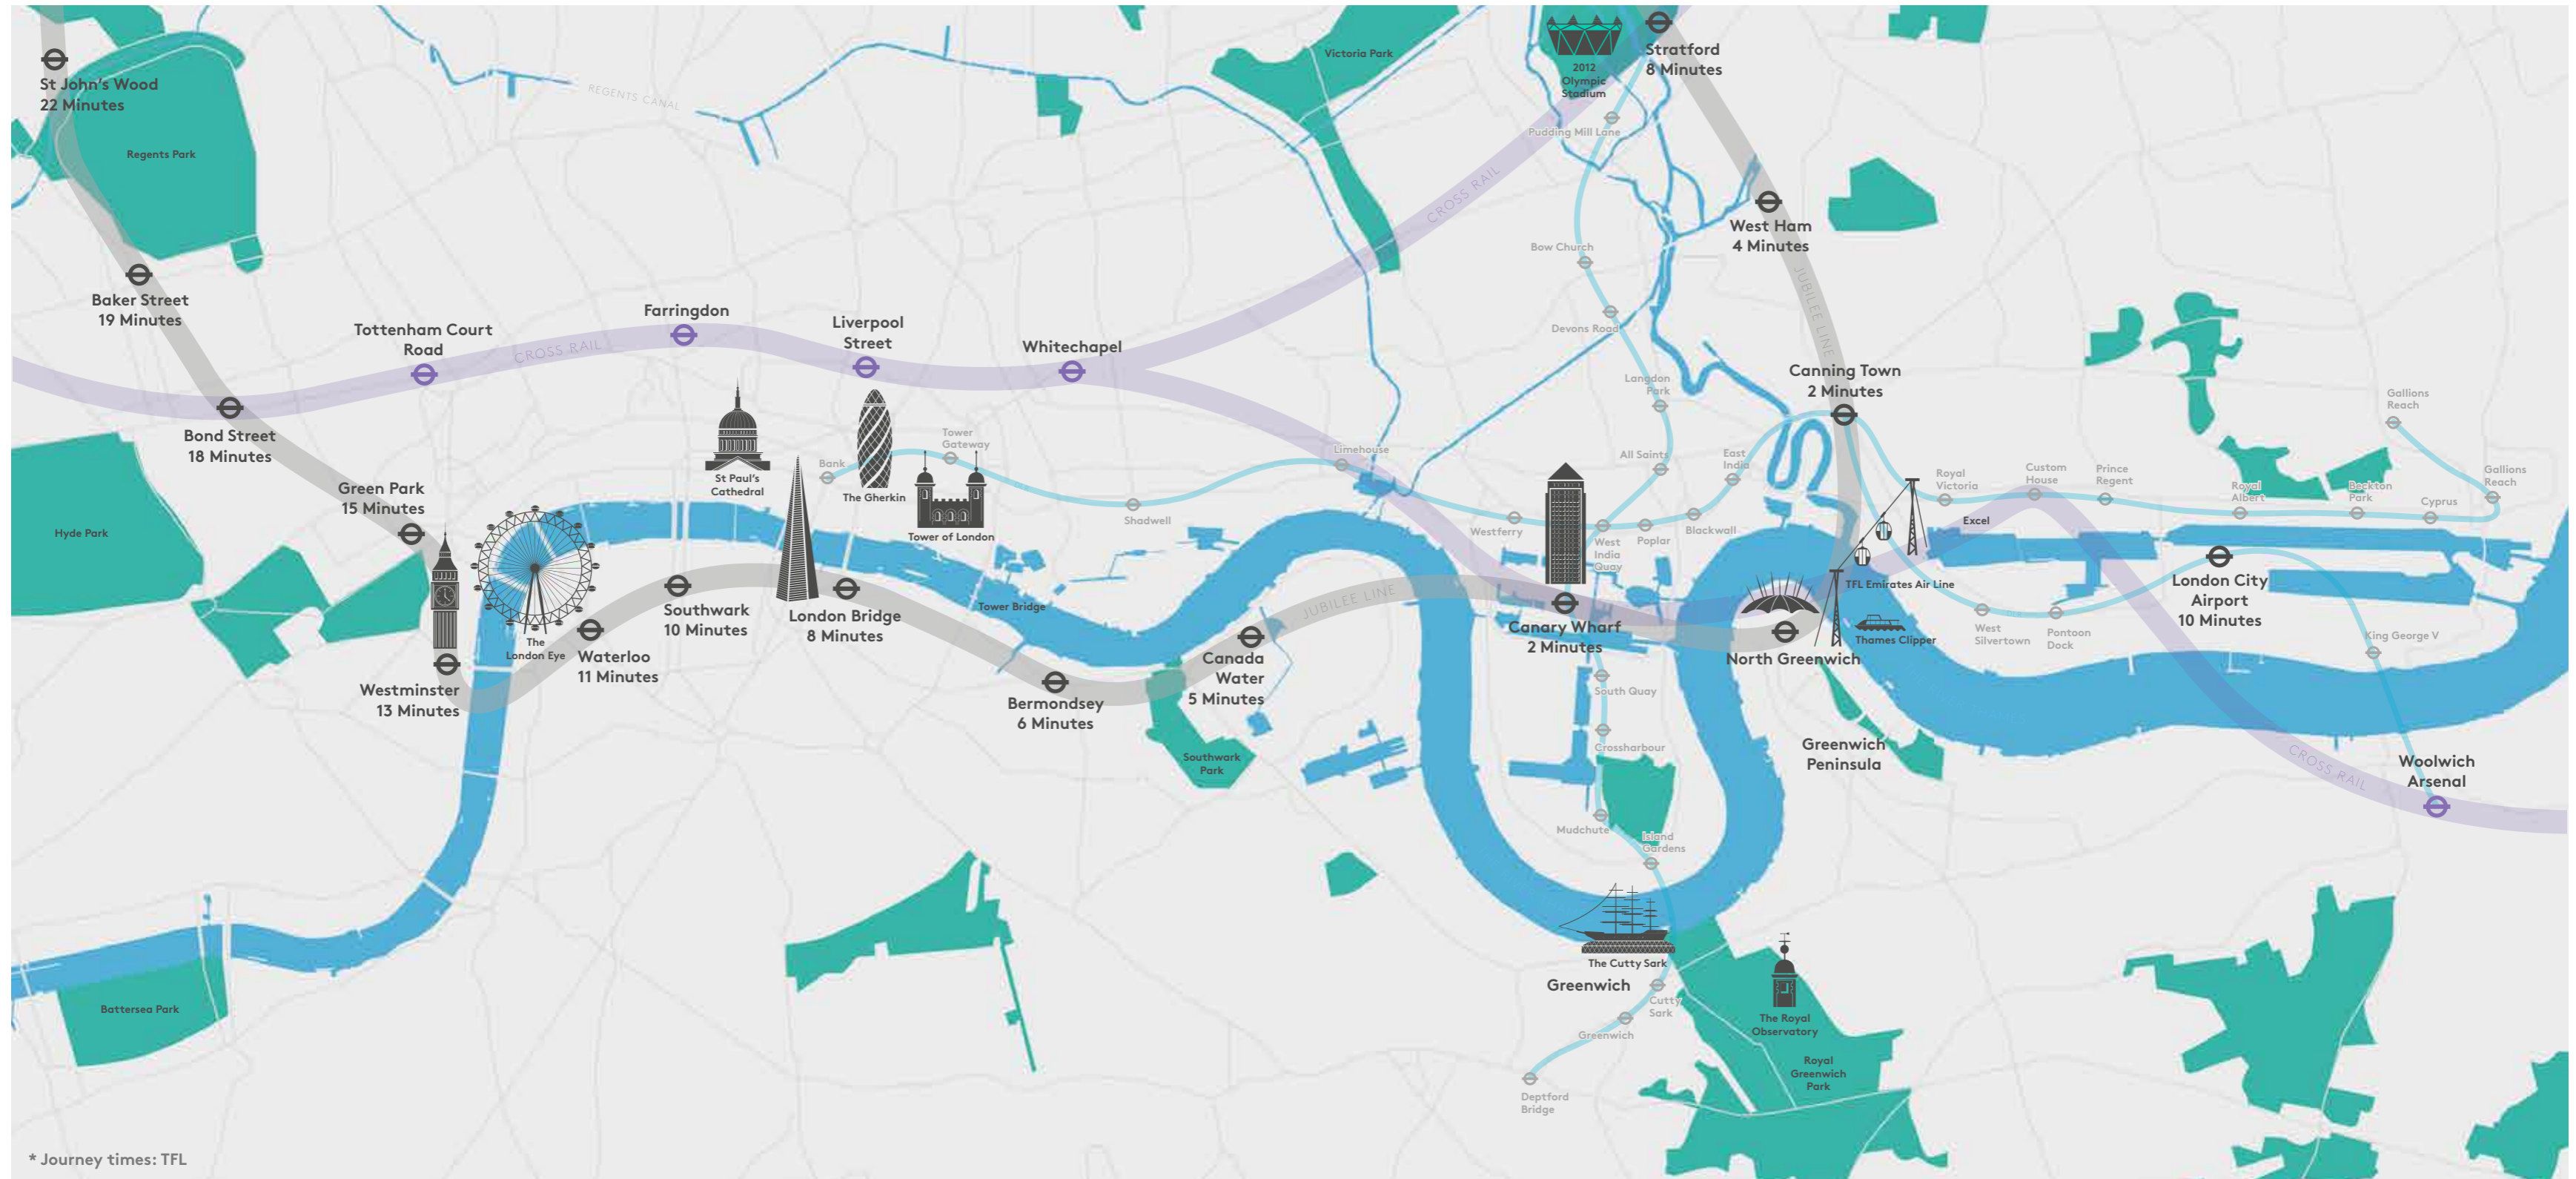 St John's Wood
22 Minutes
Regents Park
Baker Street
19 Minutes
REGENTS CANAL
Victoria Park
2012
Olympic
Stadium
Stratford
8 Minutes
Pudding Mill Lane
CROSS RAIL
West Ham
4 Minutes
Bow Church
JUBILEE LINE
Devons Road
Tottenham Court
Road
CROSS RAIL
Farringdon
Liverpool
Street
Whitechapel
Langdon
Park
Canning Town
2 Minutes
Gallions
Reach
Bond Street
18 Minutes
Green Park
15 Minutes
Hyde Park
St Paul's
Cathedral
Bank
The Gherkin
Tower
Gateway
Tower of London
Shadwell
Limehouse
Westferry
All Saints
East
India
West
India
Quay
Poplar
Blackwall
Royal
Victoria
Custom
House
Prince
Regent
Royal
Albert
Beckton
Park
Cyprus
Gallions
Reach
Excel
TFL Emirates Air Line
London City
Airport
10 Minutes
The
London Eye
Waterloo
11 Minutes
Westminster
13 Minutes
Southwark
10 Minutes
London Bridge
8 Minutes
Tower Bridge
Bermondsey
6 Minutes
Canada
Water
5 Minutes
JUBILEE LINE
Canary Wharf
2 Minutes
North Greenwich
Thames Clipper
West
Silvertown
Pontoon
Dock
King George V
Southwark
Park
South Quay
Crossharbour
Greenwich
Peninsula
CROSS RAIL
Woolwich
Arsenal
Mudchute
Island
Gardens
The Cutty Sark
Greenwich
Cutty
Sark
Greenwich
Deptford
Bridge
The Royal
Observatory
Royal
Greenwich
Park
Battersea Park
* Journey times: TFL